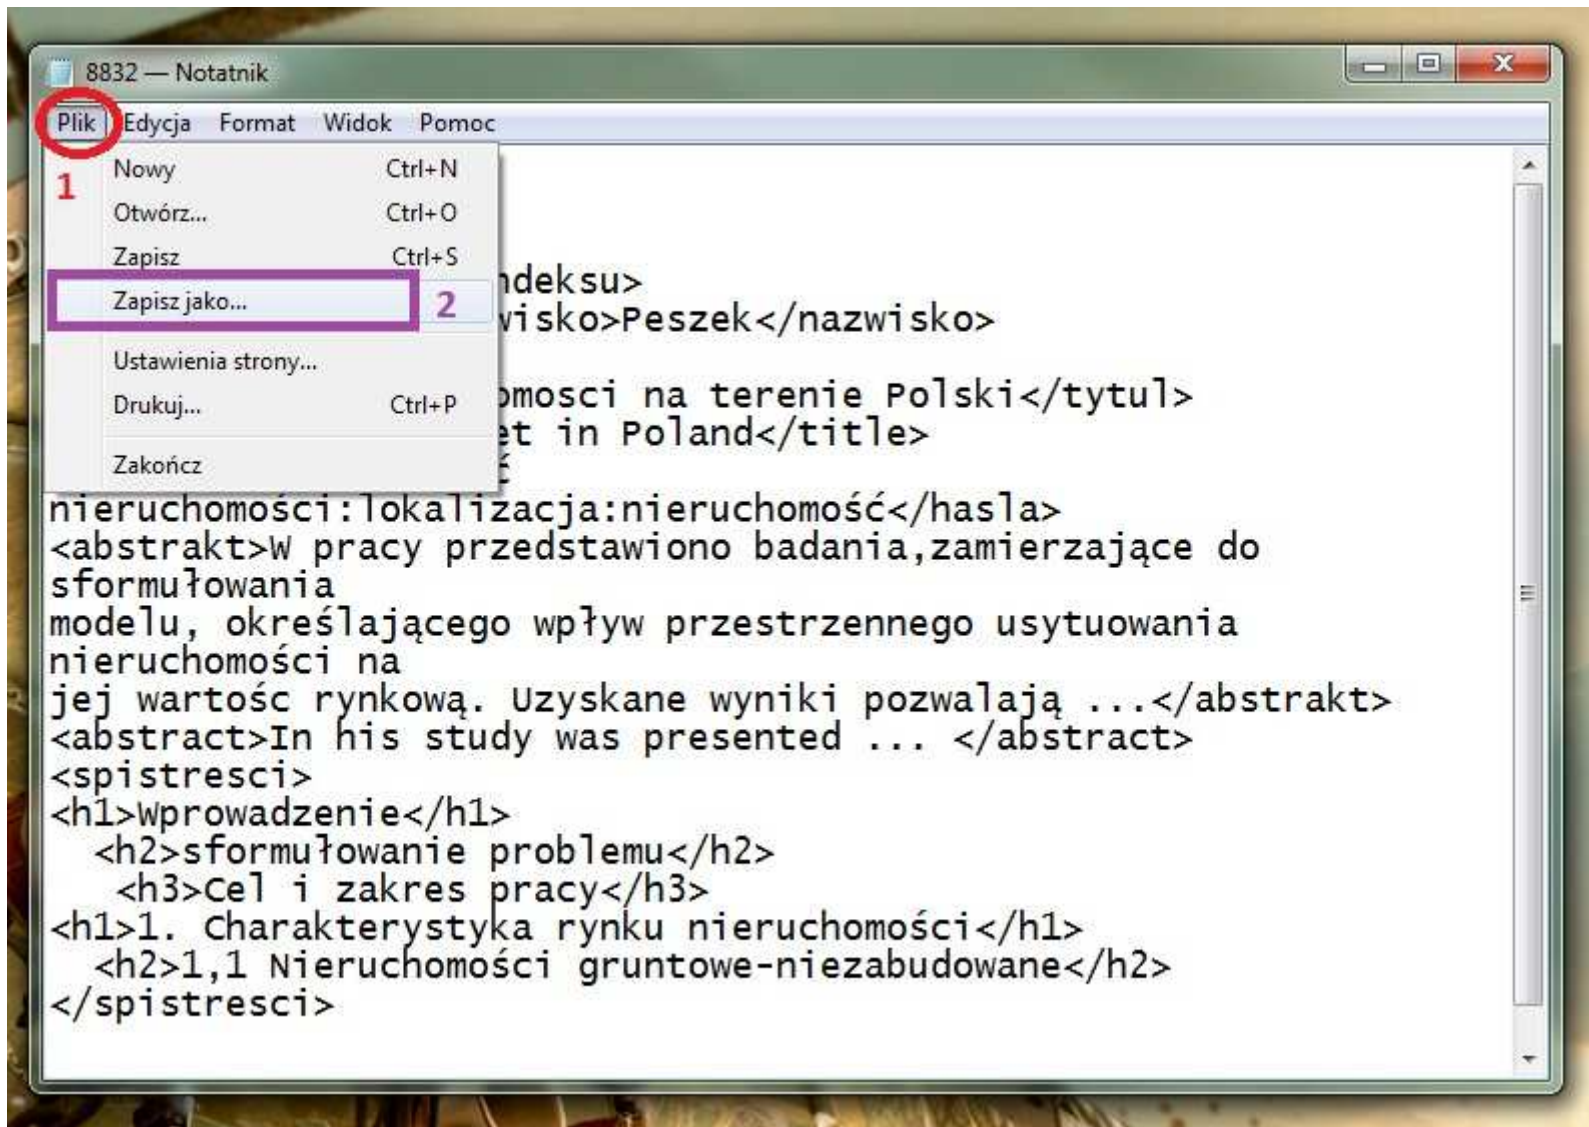 8832 — Notatnik
Plik Edycja Format Widok Pomoc
1
Nowy Ctrl+N
Otwórz... Ctrl+O
Zapisz Ctrl+S
Zapisz jako... 2
Ustawienia strony...
Drukuj... Ctrl+P
Zakończ
ndeksu>
wisko>Peszek</nazwisko>
omosci na terenie Polski</tytul>
et in Poland</title>
nieruchomości:lokalizacja:nieruchomość</hasla>
<abstrakt>W pracy przedstawiono badania,zamierzające do
sformułowania
modelu, określającego wpływ przestrzennego usytuowania
nieruchomości na
jej wartośc rynkową. Uzyskane wyniki pozwalają ...</abstrakt>
<abstract>In his study was presented ... </abstract>
<spistresci>
<h1>Wprowadzenie</h1>
<h2>sformułowanie problemu</h2>
<h3>Cel i zakres pracy</h3>
<h1>1. Charakterystyka rynku nieruchomości</h1>
<h2>1,1 Nieruchomości gruntowe-niezabudowane</h2>
</spistresci>